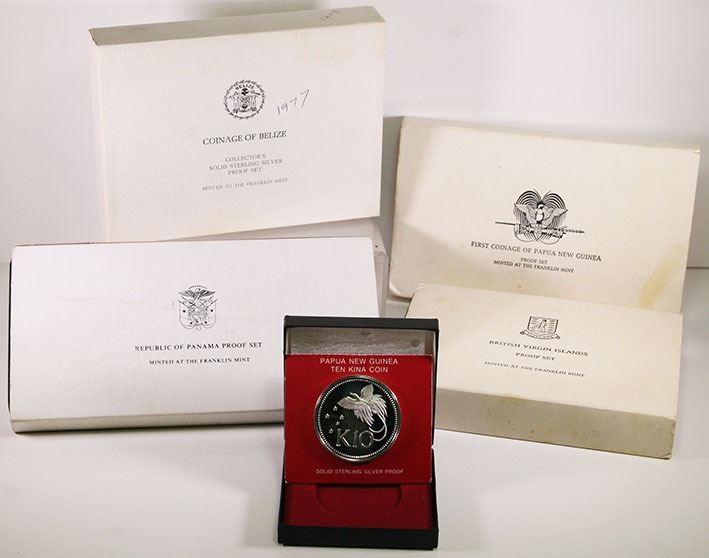 BELIZE
1977
COINAGE OF BELIZE
COLLECTOR'S
SOLID STERLING SILVER
PROOF SET
MINTED AT THE FRANKLIN MINT
FIRST COINAGE OF PAPUA NEW GUINEA
PROOF SET
MINTED AT THE FRANKLIN MINT
REPUBLIC OF PANAMA PROOF SET
MINTED AT THE FRANKLIN MINT
BRITISH VIRGIN ISLANDS
PROOF SET
MINTED AT THE FRANKLIN MINT
PAPUA NEW GUINEA
TEN KINA COIN
K10
SOLID STERLING SILVER PROOF